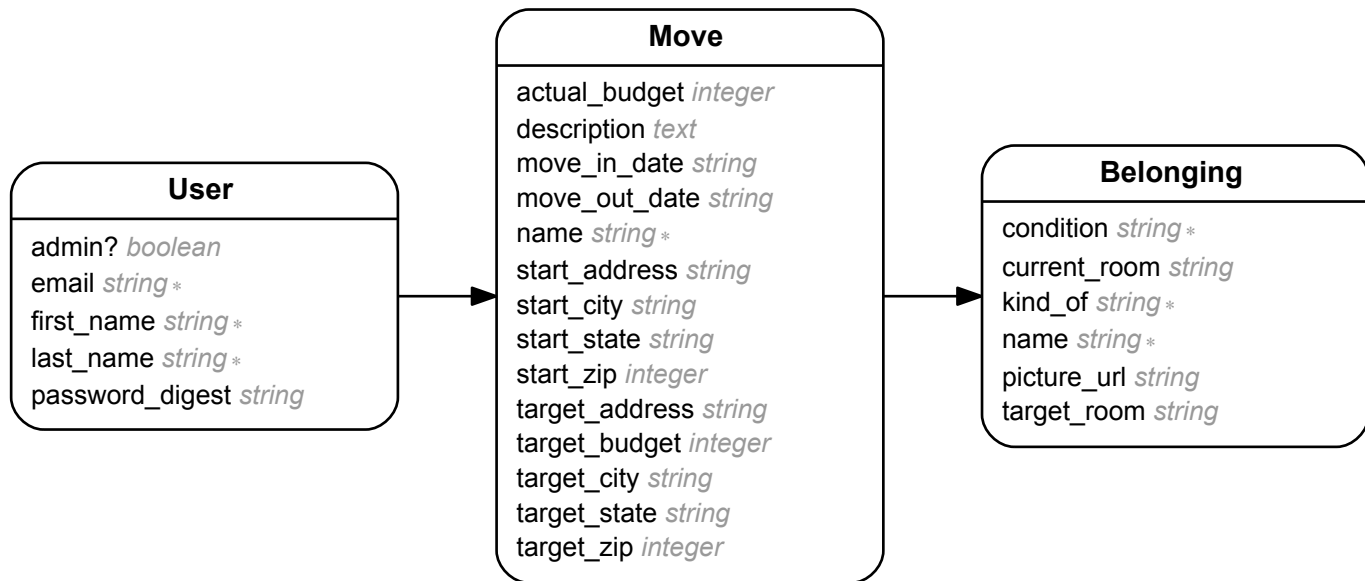 User
admin? boolean
email string *
first_name string *
last_name string *
password_digest string
Move
actual_budget integer
description text
move_in_date string
move_out_date string
name string *
start_address string
start_city string
start_state string
start_zip integer
target_address string
target_budget integer
target_city string
target_state string
target_zip integer
Belonging
condition string *
current_room string
kind_of string *
name string *
picture_url string
target_room string